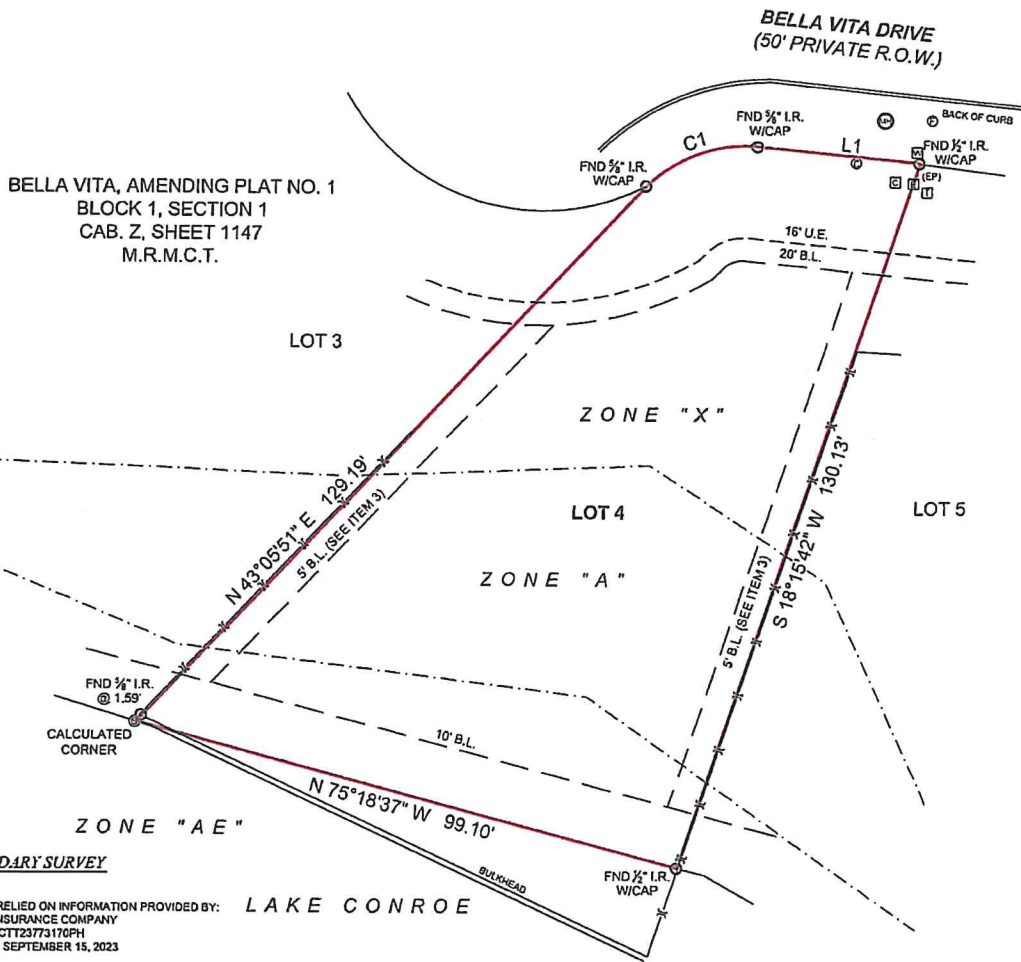 BELLA VITA DRIVE
(50' PRIVATE R.O.W.)
BACK OF CURB
FND ⅝" I.R.
W/CAP
C1
L1
FND ½" I.R.
W/CAP
(EP)
FND ⅝" I.R.
W/CAP
BELLA VITA, AMENDING PLAT NO. 1
BLOCK 1, SECTION 1
CAB. Z, SHEET 1147
M.R.M.C.T.
16' U.E.
20' B.L.
LOT 3
ZONE "X"
N 43°05'51" E 129.19'
5' B.L. (SEE ITEM 3)
LOT 4
S 18°15'42" W 130.13'
5' B.L. (SEE ITEM 3)
LOT 5
ZONE "A"
FND ⅝" I.R.
@ 1.59'
CALCULATED
CORNER
10' B.L.
N 75°18'37" W 99.10'
ZONE "AE"
BULKHEAD
FND ½" I.R.
W/CAP
DARY SURVEY
RELIED ON INFORMATION PROVIDED BY:
NSURANCE COMPANY
CTT23773170PH
SEPTEMBER 15, 2023
LAKE CONROE